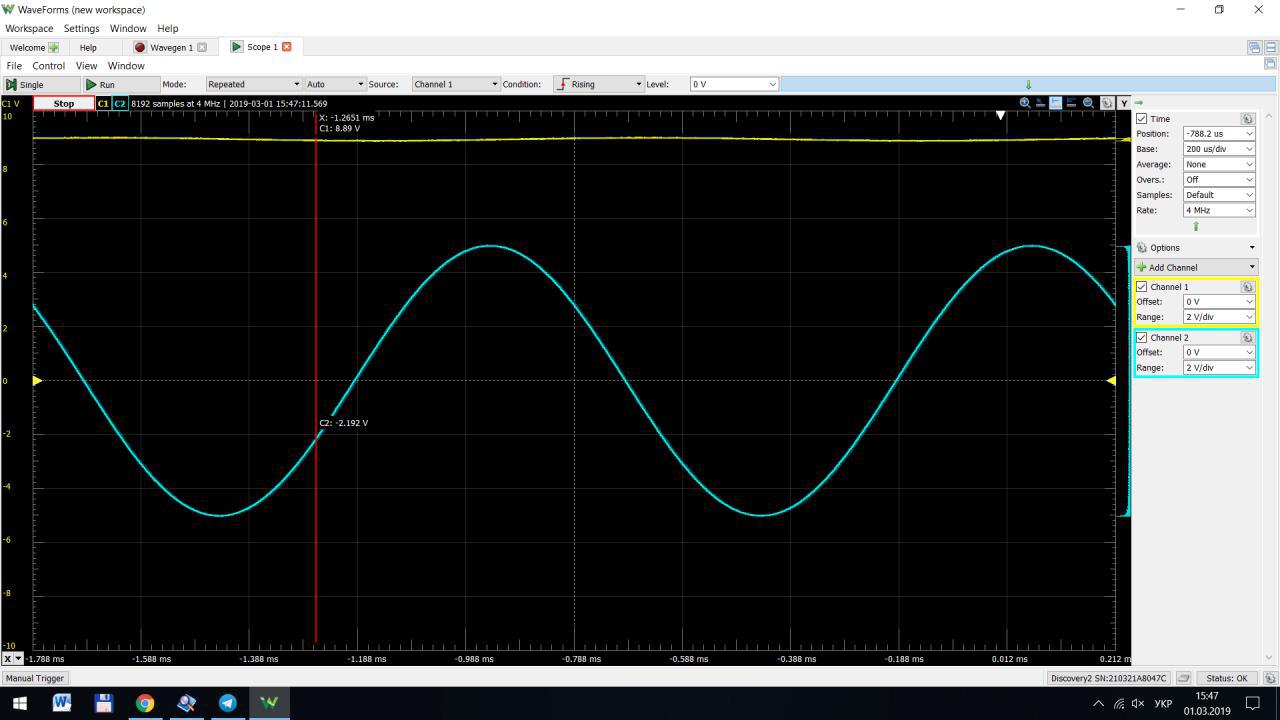 WaveForms (new workspace)
Workspace Settings Window Help
Welcome Help Wavegen 1 Scope 1
File Control View Window
Single Run Mode: Repeated Auto Source: Channel 1 Condition: Rising Level: 0 V
C1 V Stop C1 C2 8192 samples at 4 MHz | 2019-03-01 15:47:11.569 Y
X: -1.2651 ms
C1: 8.89 V
10
8
6
4
2
0
-2
-4
-6
-8
-10
C2: -2.192 V
X -1.788 ms -1.588 ms -1.388 ms -1.188 ms -0.988 ms -0.788 ms -0.588 ms -0.388 ms -0.188 ms 0.012 ms 0.212 m
Time
Position: -788.2 us
Base: 200 us/div
Average: None
Overs.: Off
Samples: Default
Rate: 4 MHz
Options
Add Channel
Channel 1
Offset: 0 V
Range: 2 V/div
Channel 2
Offset: 0 V
Range: 2 V/div
Manual Trigger Discovery2 SN:210321A8047C Status: OK
УКР 15:47
01.03.2019